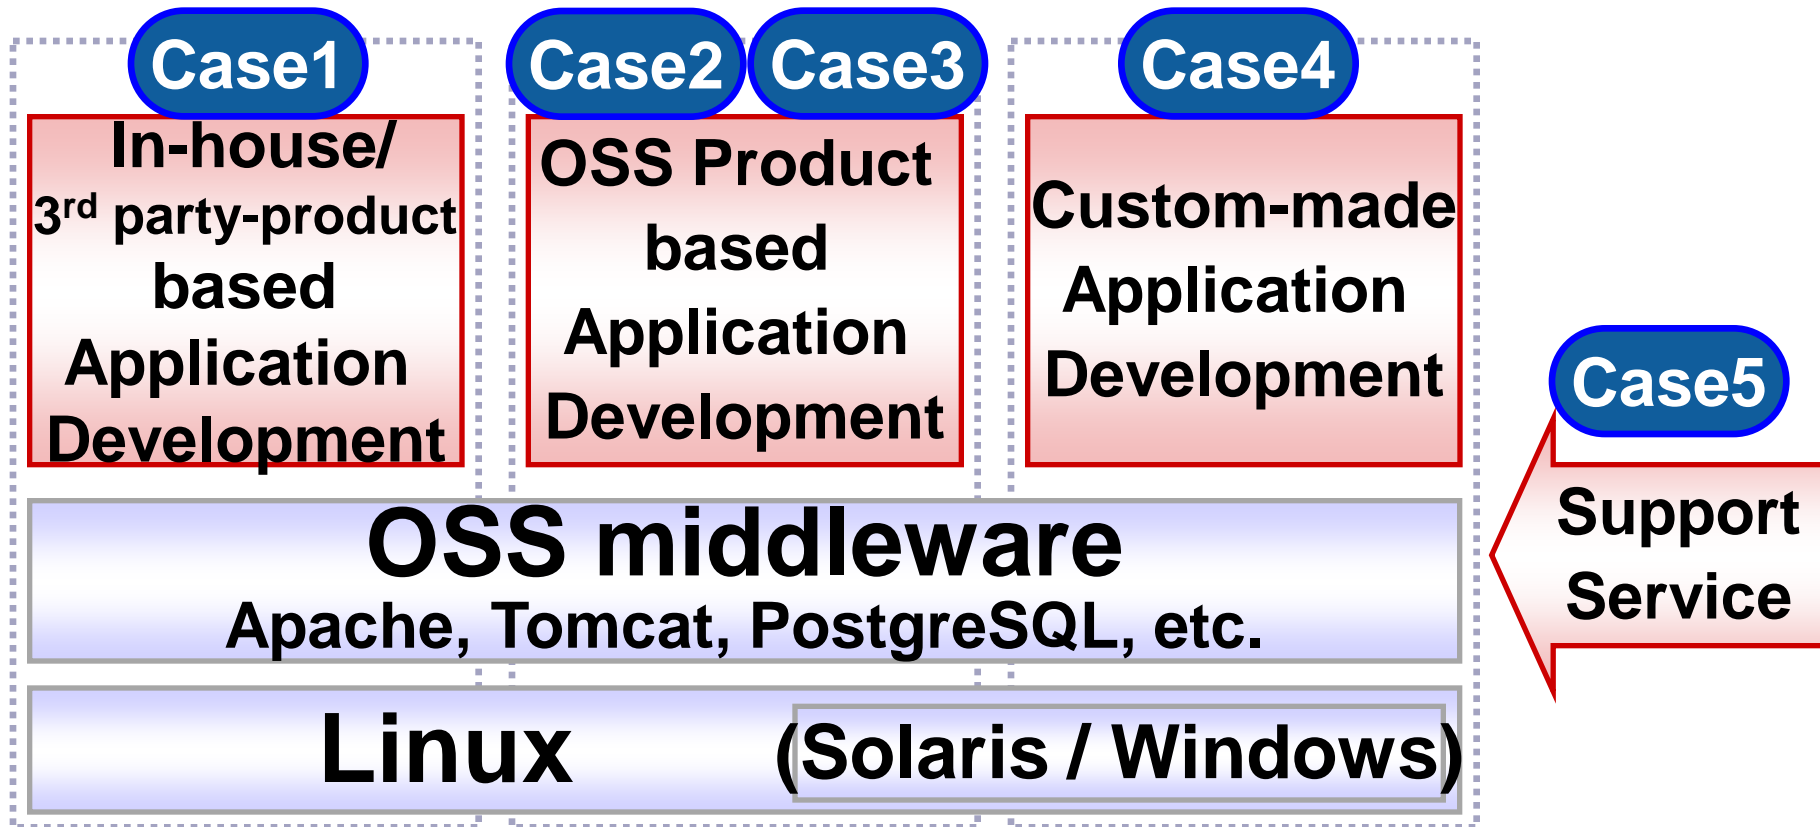 Case1
In-house/
3rd party-product
based
Application
Development
Case2
Case3
OSS Product
based
Application
Development
Case4
Custom-made
Application
Development
Case5
Support
Service
OSS middleware
Apache, Tomcat, PostgreSQL, etc.
Linux
(Solaris / Windows)